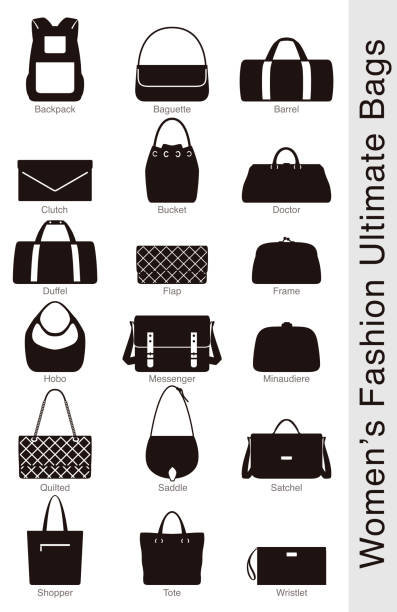 Backpack Baguette Barrel
Clutch Bucket Doctor
Duffel Flap Frame
Hobo Messenger Minaudiere
Quilted Saddle Satchel
Shopper Tote Wristlet
Women's Fashion Ultimate Bags